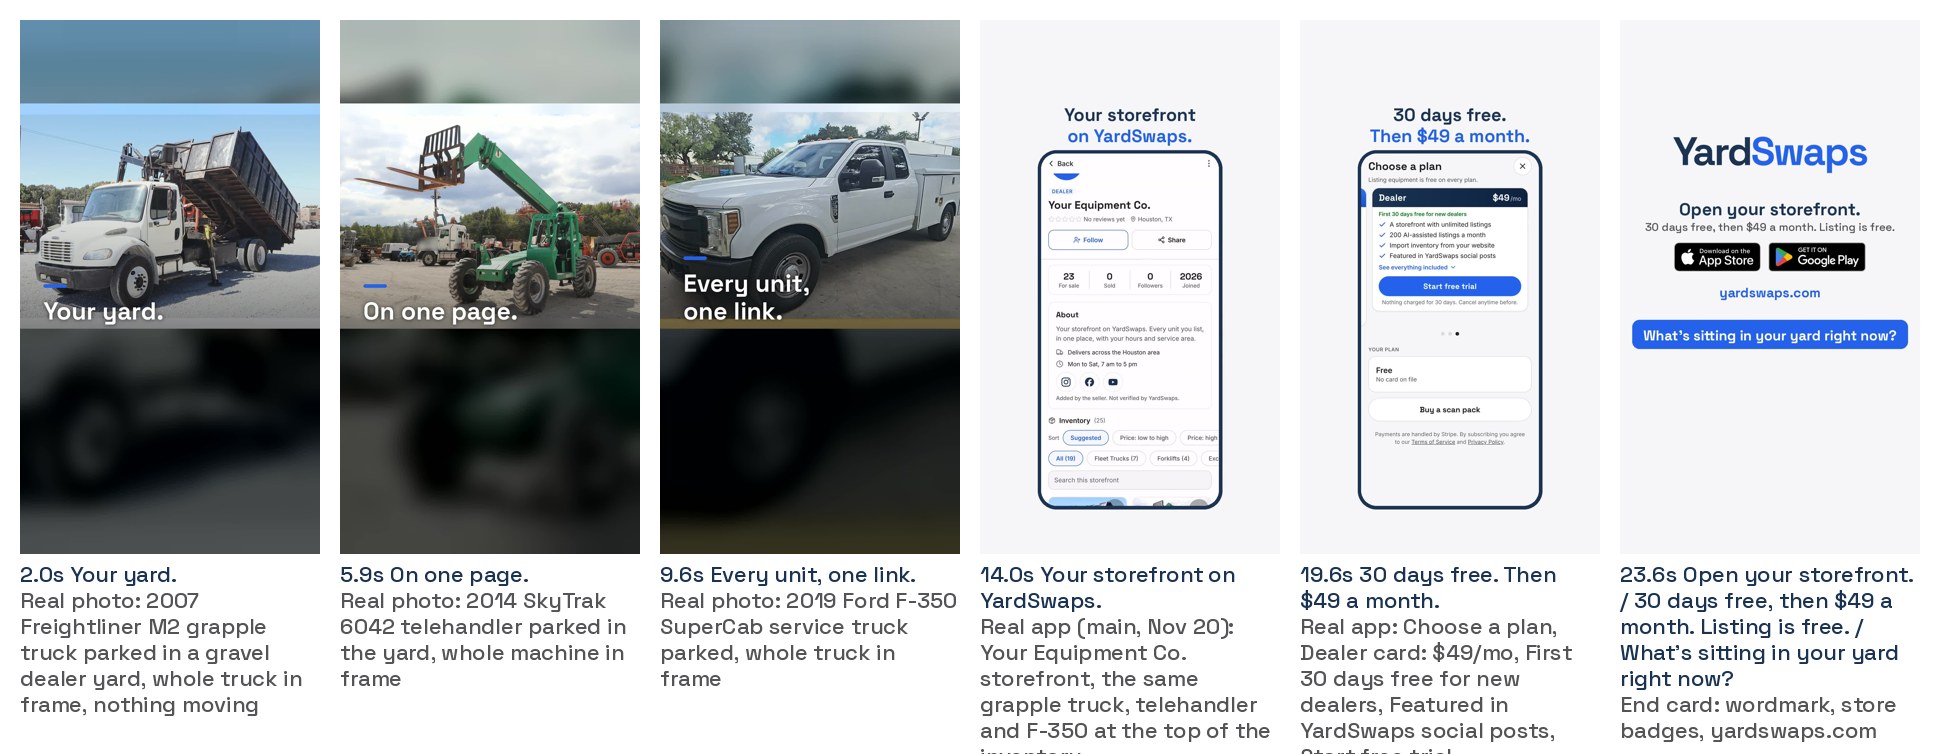 Your yard.
On one page.
Every unit,
one link.
Your storefront
on YardSwaps.
Back
DEALER
Your Equipment Co.
No reviews yet
Houston, TX
Follow
Share
23
0
0
2026
For sale
Sold
Followers
Joined
About
Your storefront on YardSwaps. Every unit you list,
in one place, with your hours and service area.
Delivers across the Houston area
Mon to Sat, 7 am to 5 pm
Added by the seller. Not verified by YardSwaps.
Inventory (25)
Sort
Suggested
Price: low to high
Price: high
All (19)
Fleet Trucks (7)
Forklifts (4)
Exc
Search this storefront
30 days free.
Then $49 a month.
Choose a plan
Listing equipment is free on every plan.
Dealer
$49/mo
First 30 days free for new dealers
A storefront with unlimited listings
200 AI-assisted listings a month
Import inventory from your website
Featured in YardSwaps social posts
See everything included
Start free trial
Nothing charged for 30 days. Cancel anytime before.
YOUR PLAN
Free
No card on file
Buy a scan pack
Payments are handled by Stripe. By subscribing you agree
to our Terms of Service and Privacy Policy.
YardSwaps
Open your storefront.
30 days free, then $49 a month. Listing is free.
Download on the
App Store
GET IT ON
Google Play
yardswaps.com
What's sitting in your yard right now?
2.0s Your yard.
Real photo: 2007
Freightliner M2 grapple
truck parked in a gravel
dealer yard, whole truck in
frame, nothing moving
5.9s On one page.
Real photo: 2014 SkyTrak
6042 telehandler parked in
the yard, whole machine in
frame
9.6s Every unit, one link.
Real photo: 2019 Ford F-350
SuperCab service truck
parked, whole truck in
frame
14.0s Your storefront on
YardSwaps.
Real app (main, Nov 20):
Your Equipment Co.
storefront, the same
grapple truck, telehandler
and F-350 at the top of the
19.6s 30 days free. Then
$49 a month.
Real app: Choose a plan,
Dealer card: $49/mo, First
30 days free for new
dealers, Featured in
YardSwaps social posts,
23.6s Open your storefront.
/ 30 days free, then $49 a
month. Listing is free. /
What's sitting in your yard
right now?
End card: wordmark, store
badges, yardswaps.com